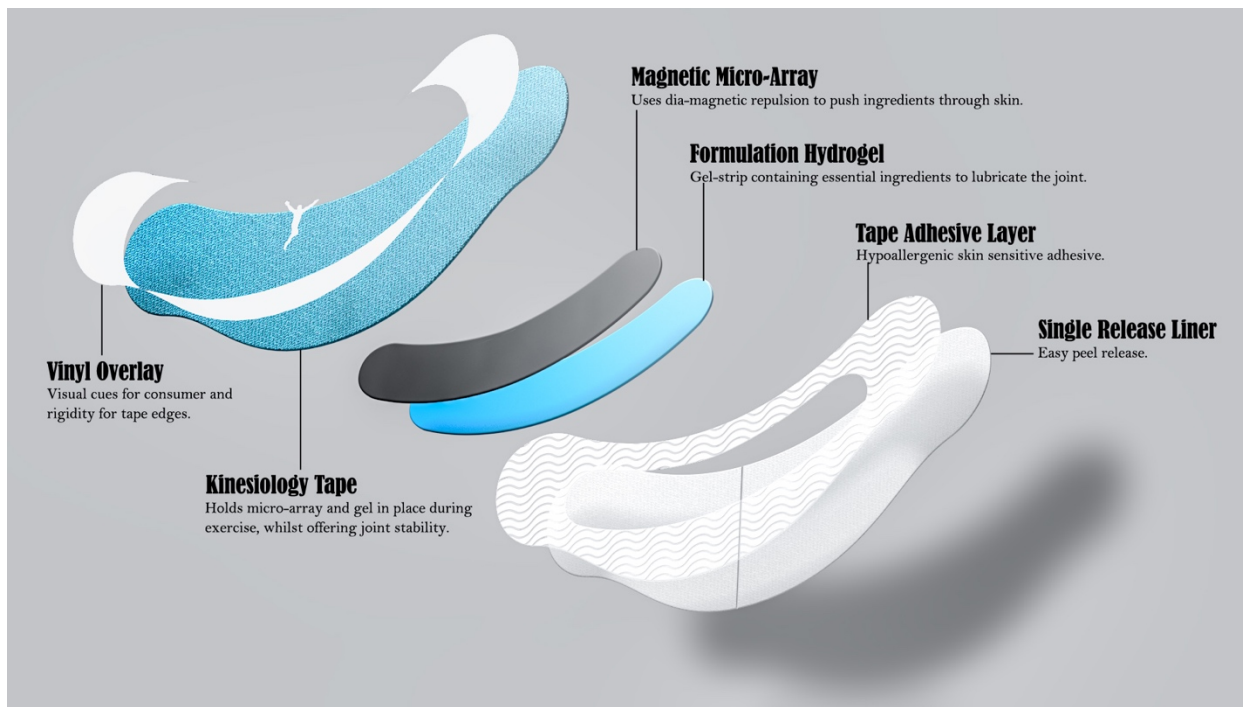 Magnetic Micro-Array
Uses dia-magnetic repulsion to push ingredients through skin.
Formulation Hydrogel
Gel-strip containing essential ingredients to lubricate the joint.
Tape Adhesive Layer
Hypoallergenic skin sensitive adhesive.
Single Release Liner
Easy peel release.
Vinyl Overlay
Visual cues for consumer and
rigidity for tape edges.
Kinesiology Tape
Holds micro-array and gel in place during
exercise, whilst offering joint stability.